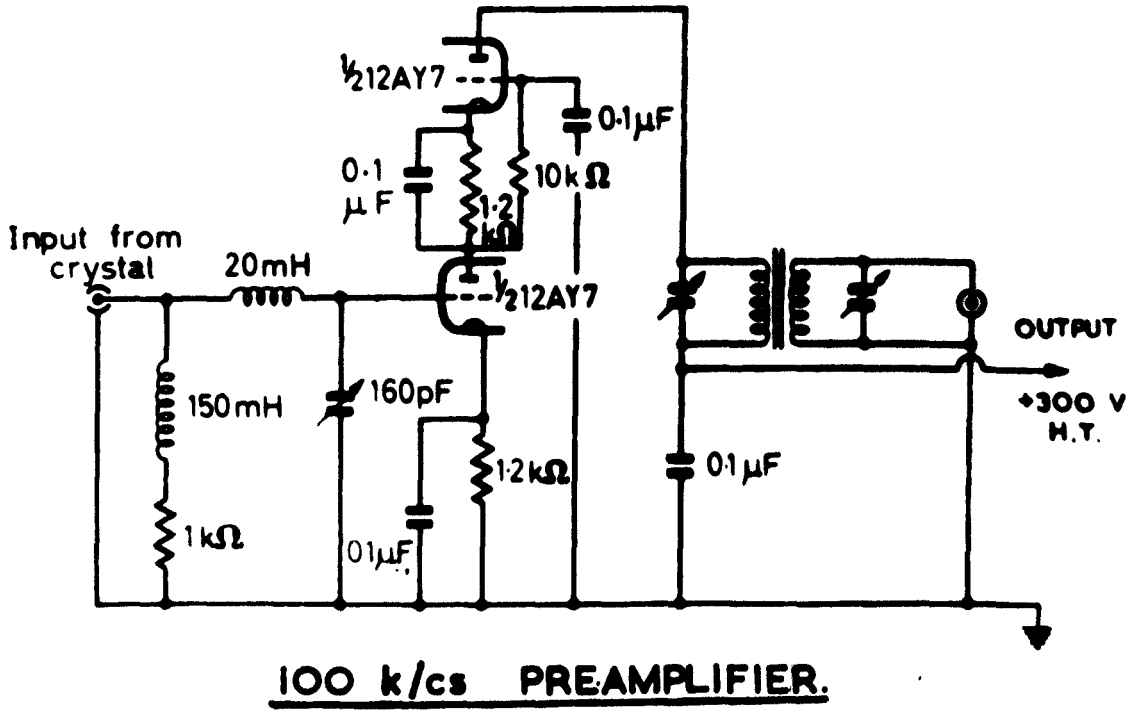 ½12AY7
0.1μF
0.1
μF
10kΩ
1.2
kΩ
Input from
crystal
20mH
½12AY7
OUTPUT
+300 V
H.T.
150mH
160pF
1.2kΩ
0.1μF
1kΩ
01μF
100 k/cs PREAMPLIFIER.